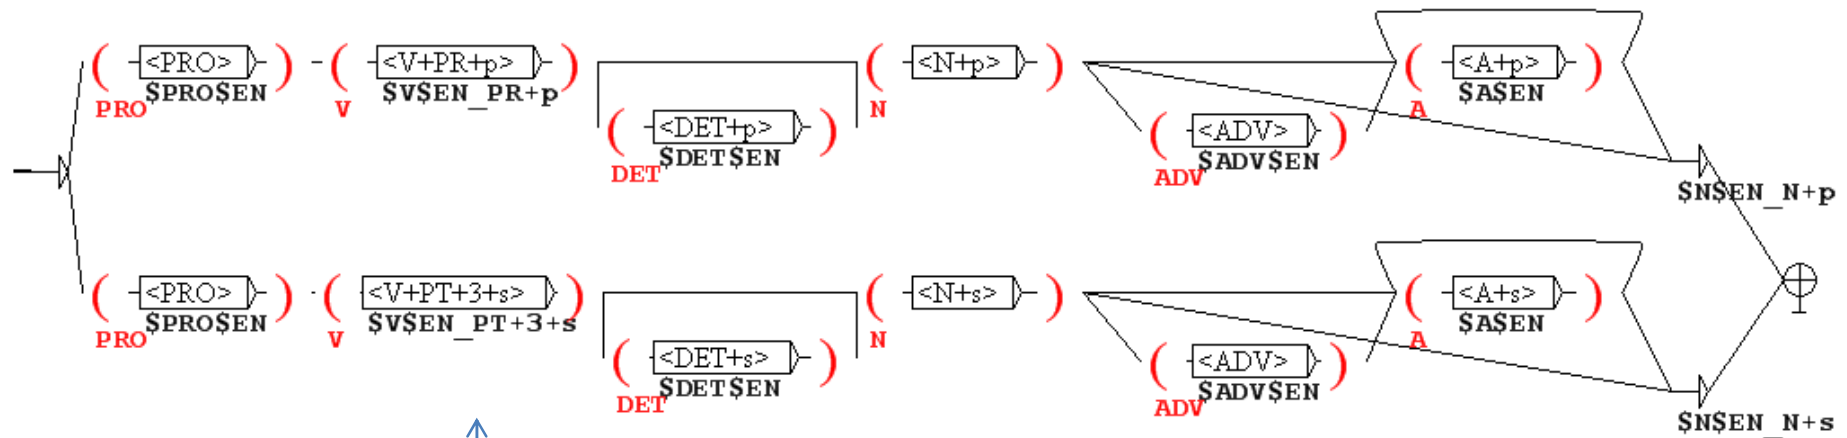 <PRO> <V+PR+p> <N+p> <A+p>
$PRO$EN $V$EN_PR+p $A$EN
PRO V N A
<DET+p> <ADV>
$DET$EN $ADV$EN
DET ADV
$N$EN_N+p
<PRO> <V+PT+3+s> <N+s> <A+s>
$PRO$EN $V$EN_PT+3+s $A$EN
PRO V N A
<DET+s> <ADV>
$DET$EN $ADV$EN
DET ADV
$N$EN_N+s